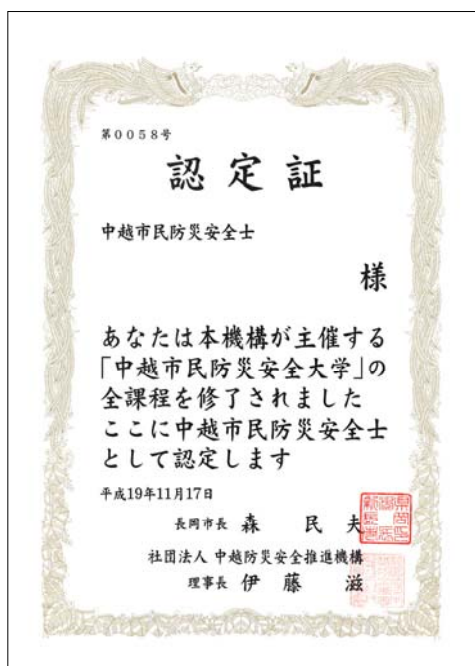 第0058号
認定証
中越市民防災安全士
様
あなたは本機構が主催する
「中越市民防災安全大学」の
全課程を修了されました
ここに中越市民防災安全士
として認定します
平成19年11月17日
長岡市長 森 民 夫
社団法人 中越防災安全推進機構
理事長 伊 藤 滋